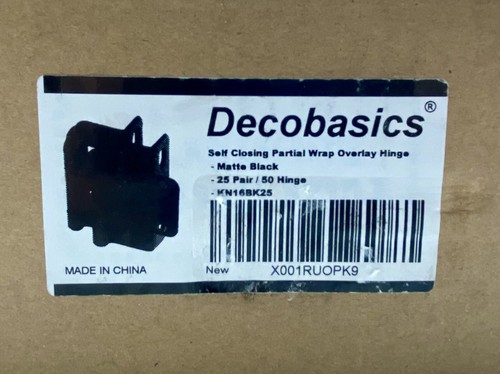 Decobasics®
Self Closing Partial Wrap Overlay Hinge
- Matte Black
- 25 Pair / 50 Hinge
- KN16BK25
MADE IN CHINA
New X001RUOPK9